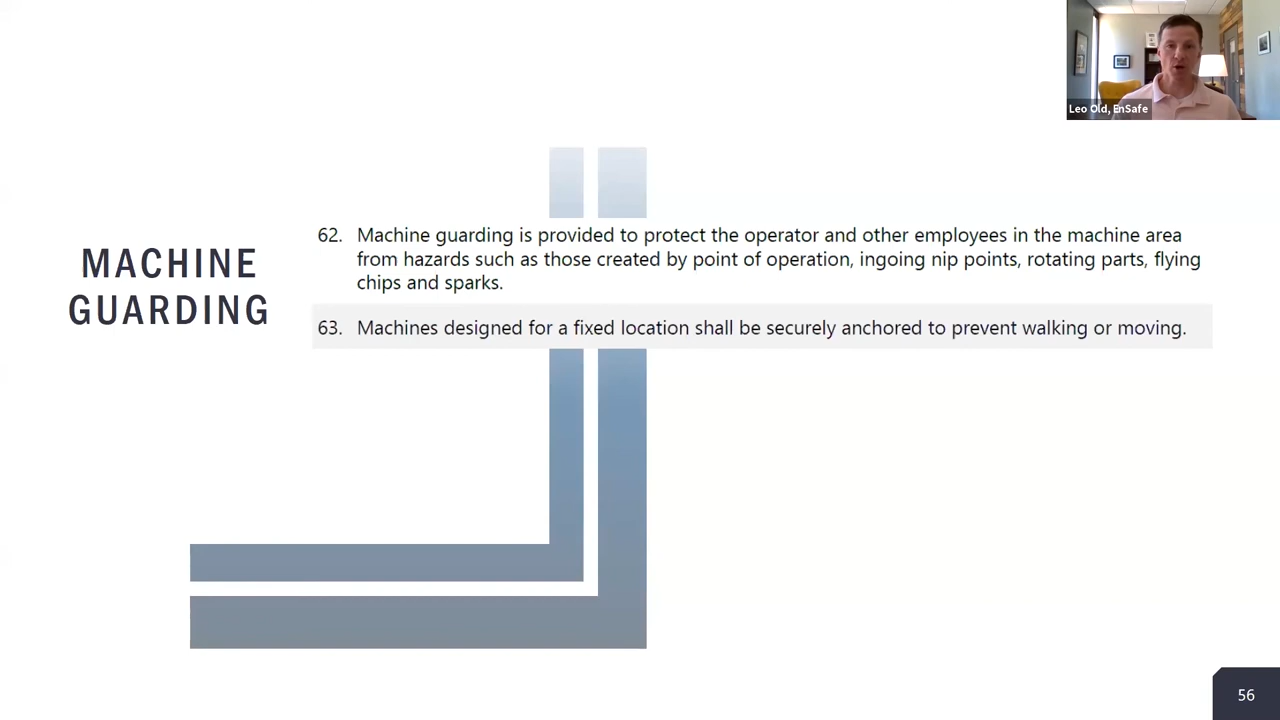 Leo Old, EnSafe
MACHINE
GUARDING
62. Machine guarding is provided to protect the operator and other employees in the machine area
from hazards such as those created by point of operation, ingoing nip points, rotating parts, flying
chips and sparks.
63. Machines designed for a fixed location shall be securely anchored to prevent walking or moving.
56